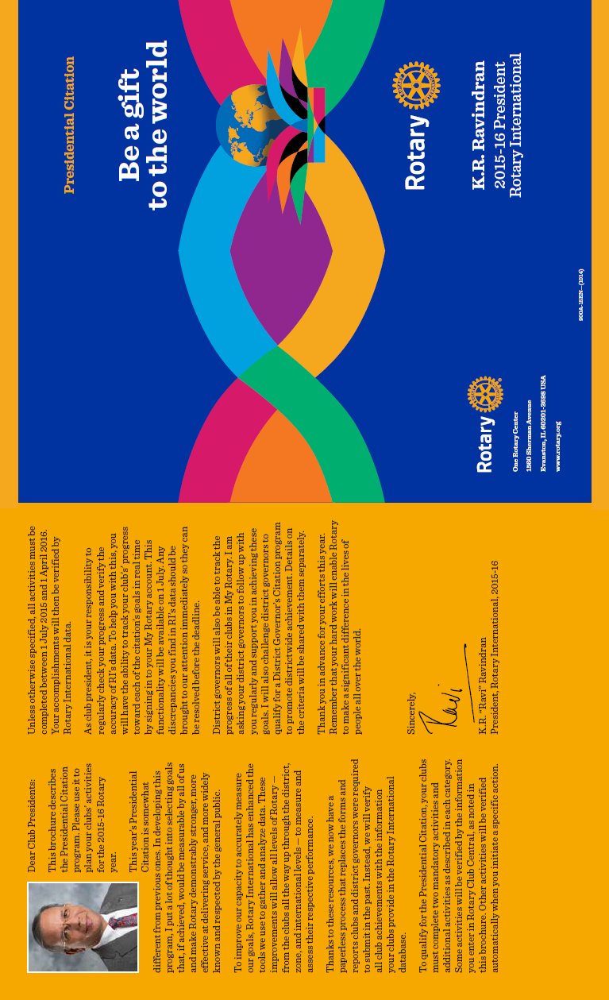 Presidential Citation
Be a gift
to the world
Rotary
K.R. Ravindran
2015-16 President
Rotary International
Rotary
One Rotary Center
1560 Sherman Avenue
Evanston, IL 60201-3698 USA
www.rotary.org
900A-15EN—(1014)
Dear Club Presidents:
This brochure describes
the Presidential Citation
program. Please use it to
plan your clubs’ activities
for the 2015-16 Rotary
year.
This year’s Presidential
Citation is somewhat
different from previous ones. In developing this
program, I put a lot of thought into selecting goals
that, if achieved, would be measurable by all of us
and make Rotary demonstrably stronger, more
effective at delivering service, and more widely
known and respected by the general public.
To improve our capacity to accurately measure
our goals, Rotary International has enhanced the
tools we use to gather and analyze data. These
improvements will allow all levels of Rotary —
from the clubs all the way up through the district,
zone, and international levels — to measure and
assess their respective performance.
Thanks to these resources, we now have a
paperless process that replaces the forms and
reports clubs and district governors were required
to submit in the past. Instead, we will verify
all club achievements with the information
your clubs provide in the Rotary International
database.
To qualify for the Presidential Citation, your clubs
must complete two mandatory activities and
additional activities as described in each category.
Some activities will be verified by the information
you enter in Rotary Club Central, as noted in
this brochure. Other activities will be verified
automatically when you initiate a specific action.
Unless otherwise specified, all activities must be
completed between 1 July 2015 and 1 April 2016.
Your accomplishments will then be verified by
Rotary International data.
As club president, it is your responsibility to
regularly check your progress and verify the
accuracy of RI’s data. To help you with this, you
will have the ability to track your club’s’ progress
toward each of the citation’s goals in real time
by signing in to your My Rotary account. This
functionality will be available on 1 July. Any
discrepancies you find in RI’s data should be
brought to our attention immediately so they can
be resolved before the deadline.
District governors will also be able to track the
progress of all of their clubs in My Rotary. I am
asking your district governors to follow up with
you regularly and support you in achieving these
goals. I will also challenge district governors to
qualify for a District Governor’s Citation program
to promote districtwide achievement. Details on
the criteria will be shared with them separately.
Thank you in advance for your efforts this year.
Remember that your hard work will enable Rotary
to make a significant difference in the lives of
people all over the world.
Sincerely,
Ravi
K.R. “Ravi” Ravindran
President, Rotary International, 2015-16